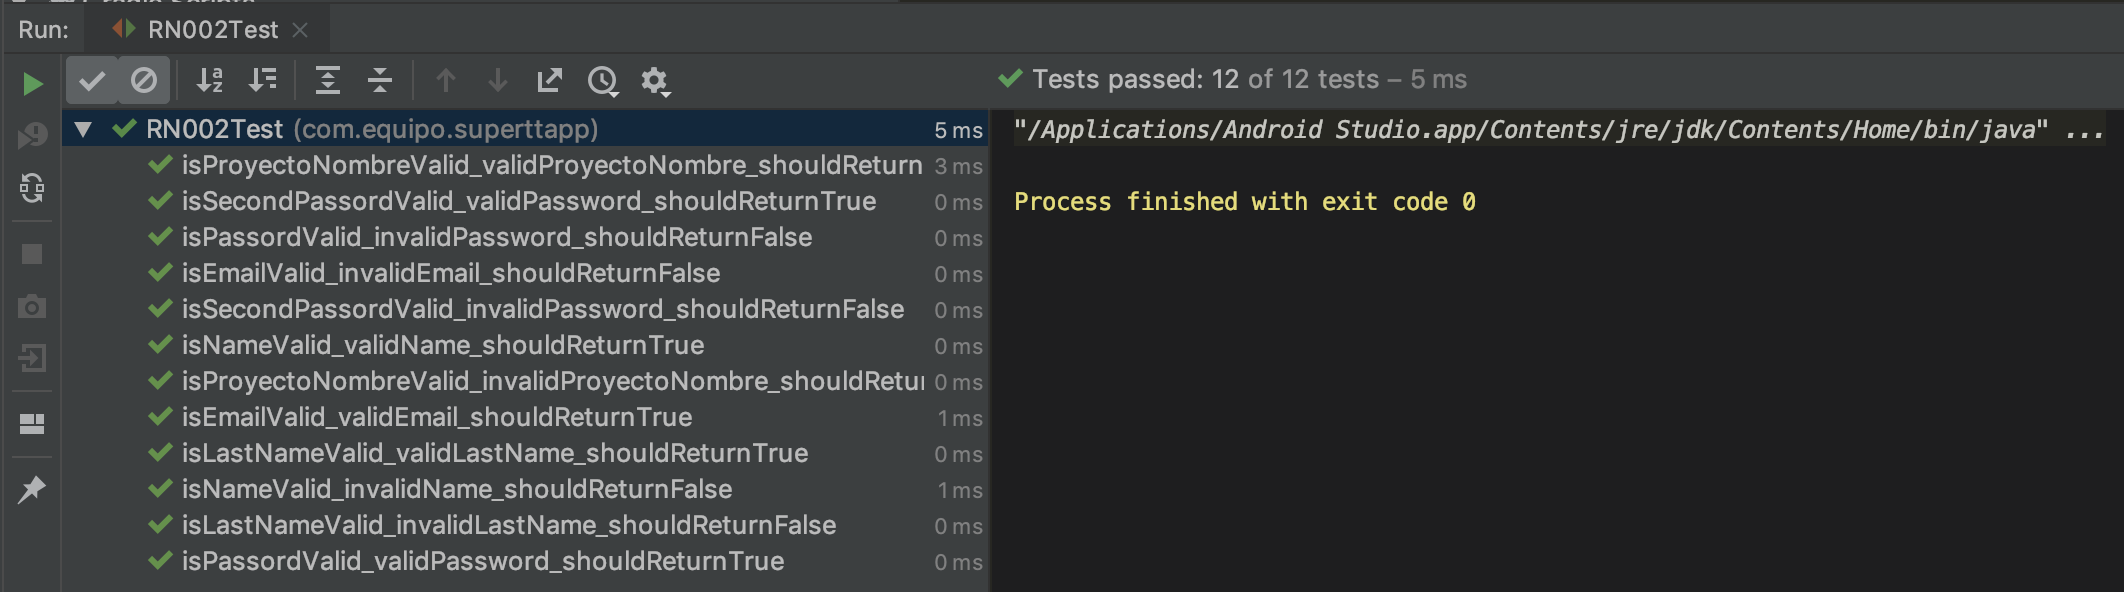 Run: RN002Test
Tests passed: 12 of 12 tests – 5 ms
RN002Test (com.equipo.superttapp) 5 ms
isProyectoNombreValid_validProyectoNombre_shouldReturn 3 ms
isSecondPassordValid_validPassword_shouldReturnTrue 0 ms
isPassordValid_invalidPassword_shouldReturnFalse 0 ms
isEmailValid_invalidEmail_shouldReturnFalse 0 ms
isSecondPassordValid_invalidPassword_shouldReturnFalse 0 ms
isNameValid_validName_shouldReturnTrue 0 ms
isProyectoNombreValid_invalidProyectoNombre_shouldRetu 0 ms
isEmailValid_validEmail_shouldReturnTrue 1 ms
isLastNameValid_validLastName_shouldReturnTrue 0 ms
isNameValid_invalidName_shouldReturnFalse 1 ms
isLastNameValid_invalidLastName_shouldReturnFalse 0 ms
isPassordValid_validPassword_shouldReturnTrue 0 ms
"/Applications/Android Studio.app/Contents/jre/jdk/Contents/Home/bin/java" ...
Process finished with exit code 0